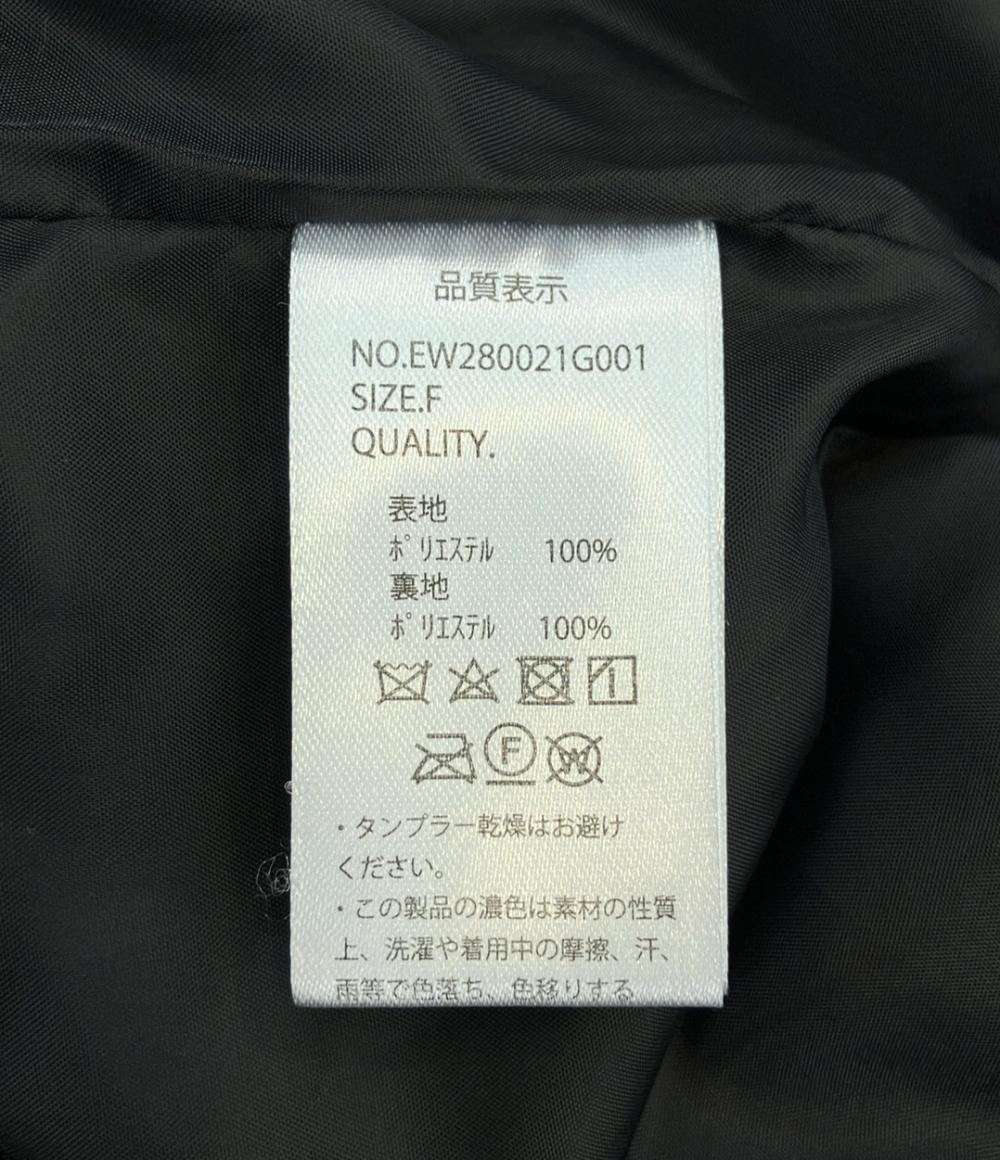 品質表示
NO.EW280021G001
SIZE.F
QUALITY.
表地
ﾎﾟﾘｴｽﾃﾙ 100%
裏地
ﾎﾟﾘｴｽﾃﾙ 100%
F
W
・タンプラー乾燥はお避け
ください。
・この製品の濃色は素材の性質
上、洗濯や着用中の摩擦、汗、
雨等で色落ち、色移りする